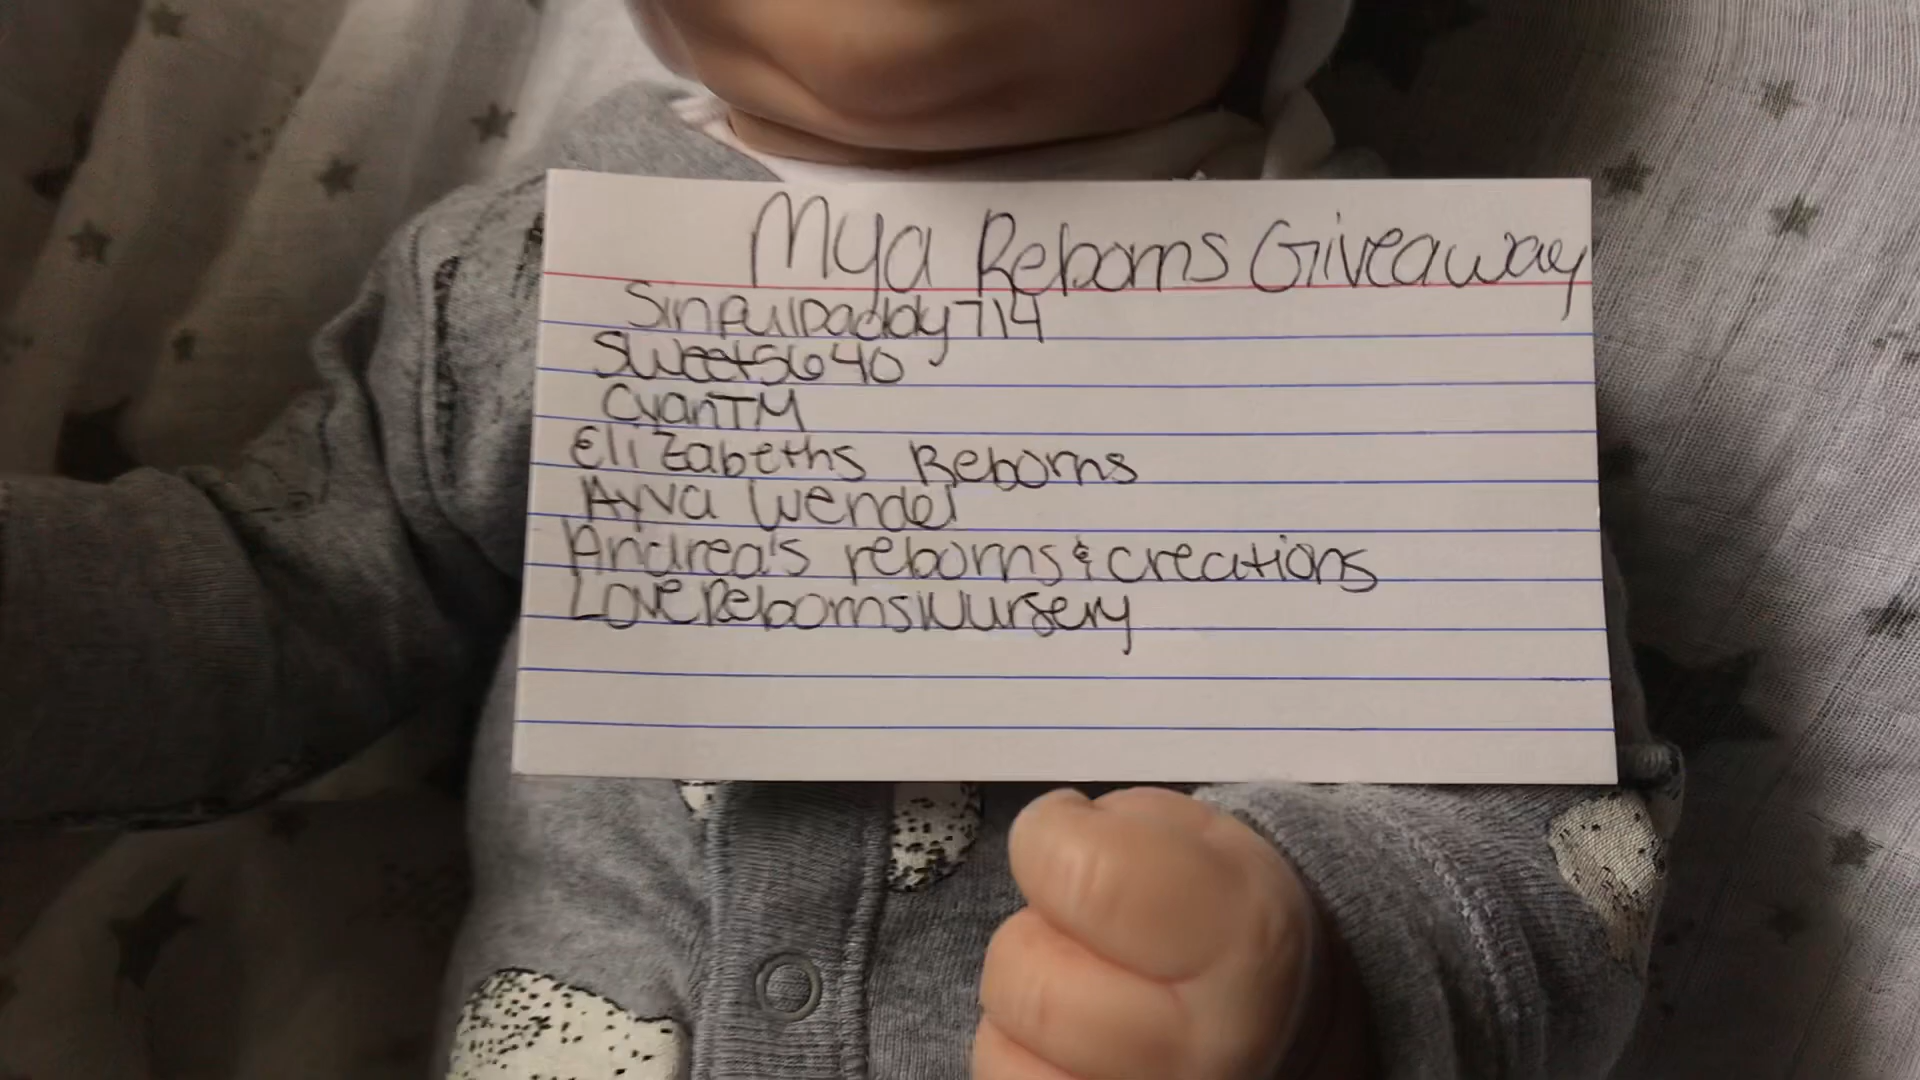 Mya Reborns Giveaway
Sinfuldaddy714
Sweet5640
CyanTM
Elizabeths Reborns
Ayva Wendel
Andrea's reborns & creations
LoveRebornsNursery